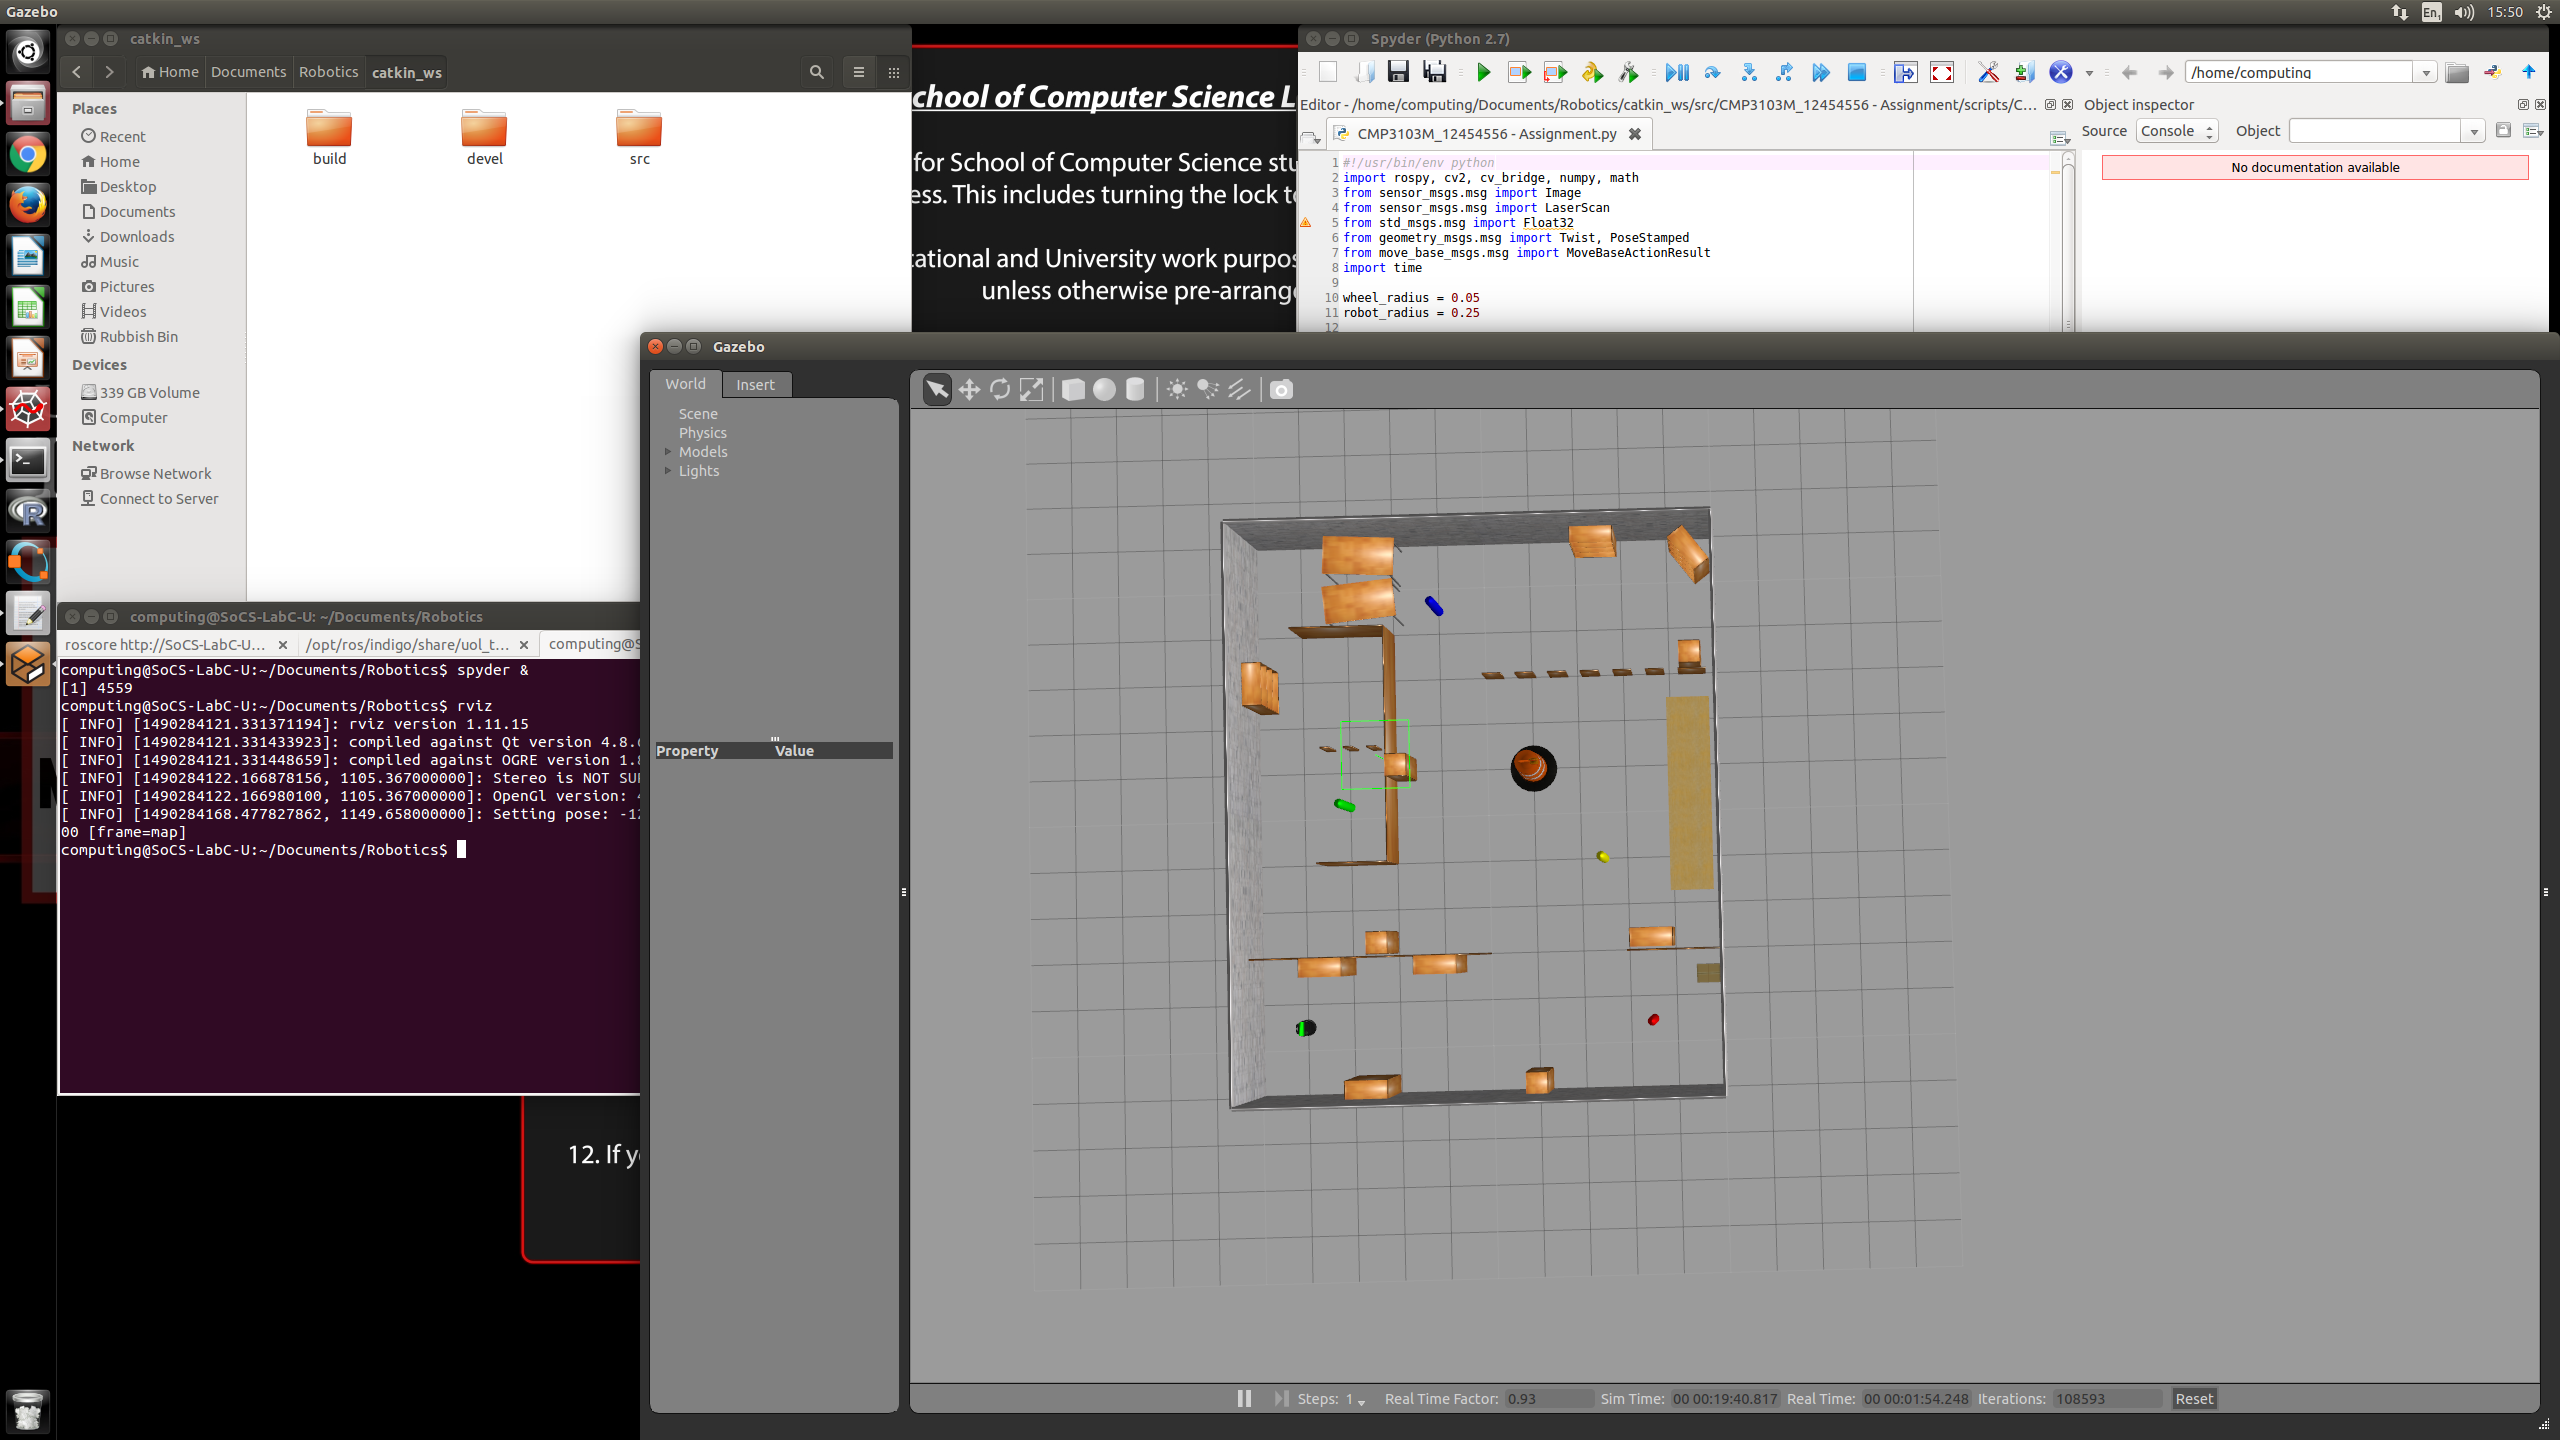 Gazebo
En1
15:50
catkin_ws
Home Documents Robotics catkin_ws
Places
Recent
Home
Desktop
Documents
Downloads
Music
Pictures
Videos
Rubbish Bin
Devices
339 GB Volume
Computer
Network
Browse Network
Connect to Server
build devel src
chool of Computer Science L
for School of Computer Science stu
ess. This includes turning the lock to
ational and University work purpos
unless otherwise pre-arrange
12. If y
Spyder (Python 2.7)
/home/computing
Editor - /home/computing/Documents/Robotics/catkin_ws/src/CMP3103M_12454556 - Assignment/scripts/C...
CMP3103M_12454556 - Assignment.py
1 #!/usr/bin/env python
2 import rospy, cv2, cv_bridge, numpy, math
3 from sensor_msgs.msg import Image
4 from sensor_msgs.msg import LaserScan
5 from std_msgs.msg import Float32
6 from geometry_msgs.msg import Twist, PoseStamped
7 from move_base_msgs.msg import MoveBaseActionResult
8 import time
9
10 wheel_radius = 0.05
11 robot_radius = 0.25
12
Object inspector
Source Console Object
No documentation available
computing@SoCS-LabC-U: ~/Documents/Robotics
roscore http://SoCS-LabC-U... /opt/ros/indigo/share/uol_t... computing@S
computing@SoCS-LabC-U:~/Documents/Robotics$ spyder &
[1] 4559
computing@SoCS-LabC-U:~/Documents/Robotics$ rviz
[ INFO] [1490284121.331371194]: rviz version 1.11.15
[ INFO] [1490284121.331433923]: compiled against Qt version 4.8.
[ INFO] [1490284121.331448659]: compiled against OGRE version 1.
[ INFO] [1490284122.166878156, 1105.367000000]: Stereo is NOT SU
[ INFO] [1490284122.166980100, 1105.367000000]: OpenGl version:
[ INFO] [1490284168.477827862, 1149.658000000]: Setting pose: -1
00 [frame=map]
computing@SoCS-LabC-U:~/Documents/Robotics$
Gazebo
World Insert
Scene
Physics
Models
Lights
Property Value
Steps: 1 Real Time Factor: 0.93 Sim Time: 00 00:19:40.817 Real Time: 00 00:01:54.248 Iterations: 108593 Reset